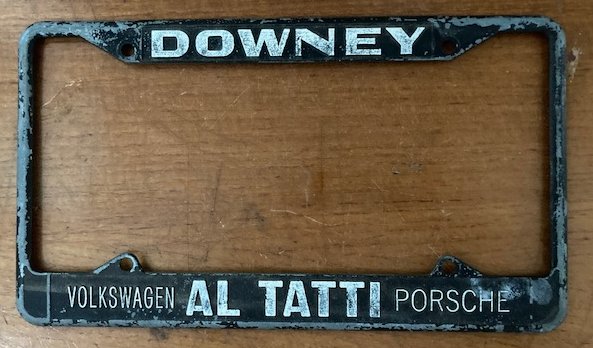 DOWNEY
VOLKSWAGEN AL TATTI PORSCHE